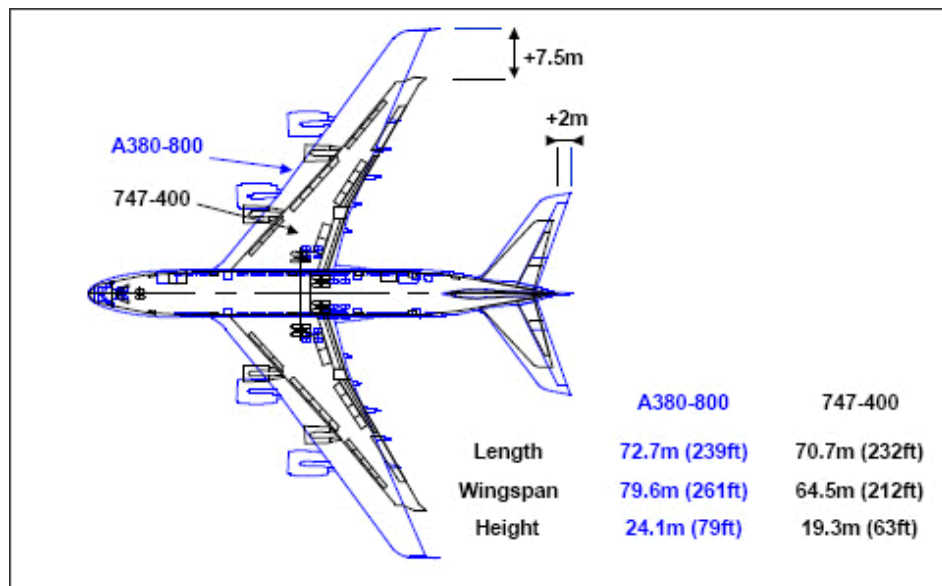 +7.5m
+2m
A380-800
747-400
A380-800 747-400
Length 72.7m (239ft) 70.7m (232ft)
Wingspan 79.6m (261ft) 64.5m (212ft)
Height 24.1m (79ft) 19.3m (63ft)